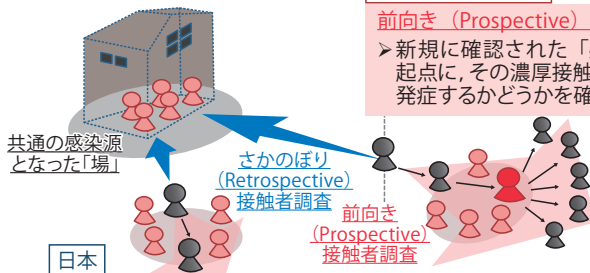 前向き（Prospective）
➢新規に確認された「
起点に，その濃厚接触
発症するかどうかを確
共通の感染源
となった「場」
さかのぼり
（Retrospective）
接触者調査
前向き
（Prospective）
接触者調査
日本